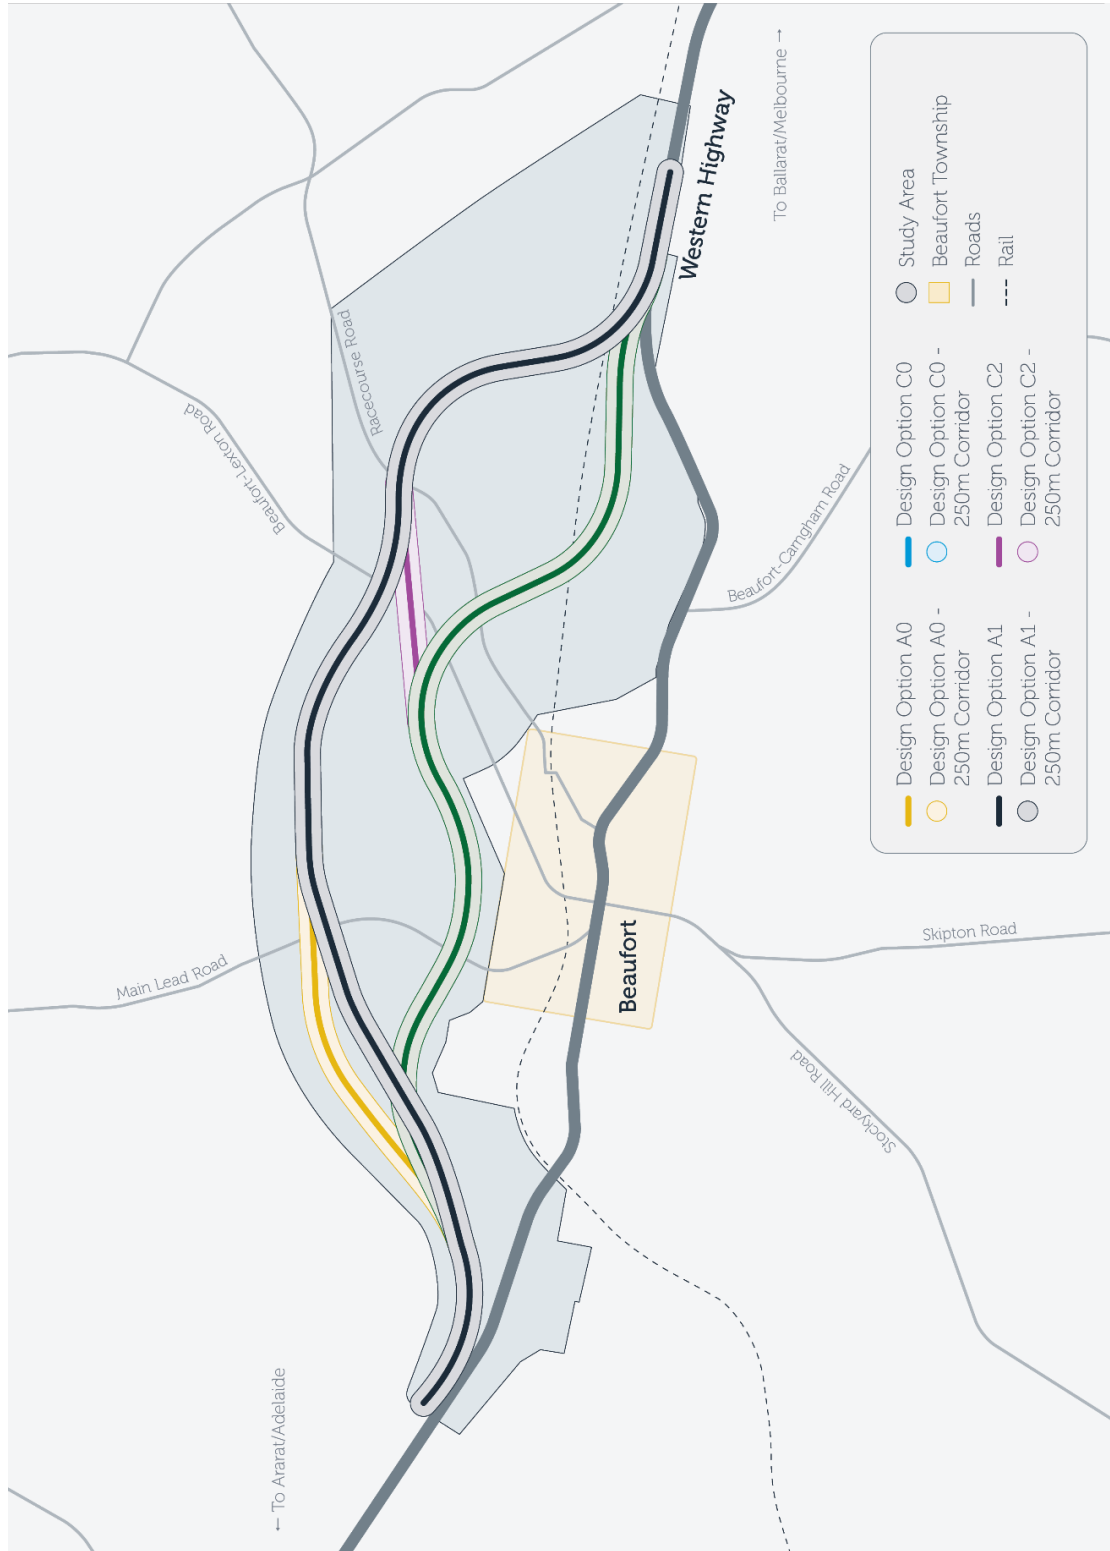 ← To Ararat/Adelaide
To Ballarat/Melbourne →
Main Lead Road
Beaufort-Lexton Road
Racecourse Road
Western Highway
Beaufort
Beaufort-Carngham Road
Skipton Road
Stockyard Hill Road
Design Option A0
Design Option A0 -
250m Corridor
Design Option A1
Design Option A1 -
250m Corridor
Design Option C0
Design Option C0 -
250m Corridor
Design Option C2
Design Option C2 -
250m Corridor
Study Area
Beaufort Township
Roads
Rail